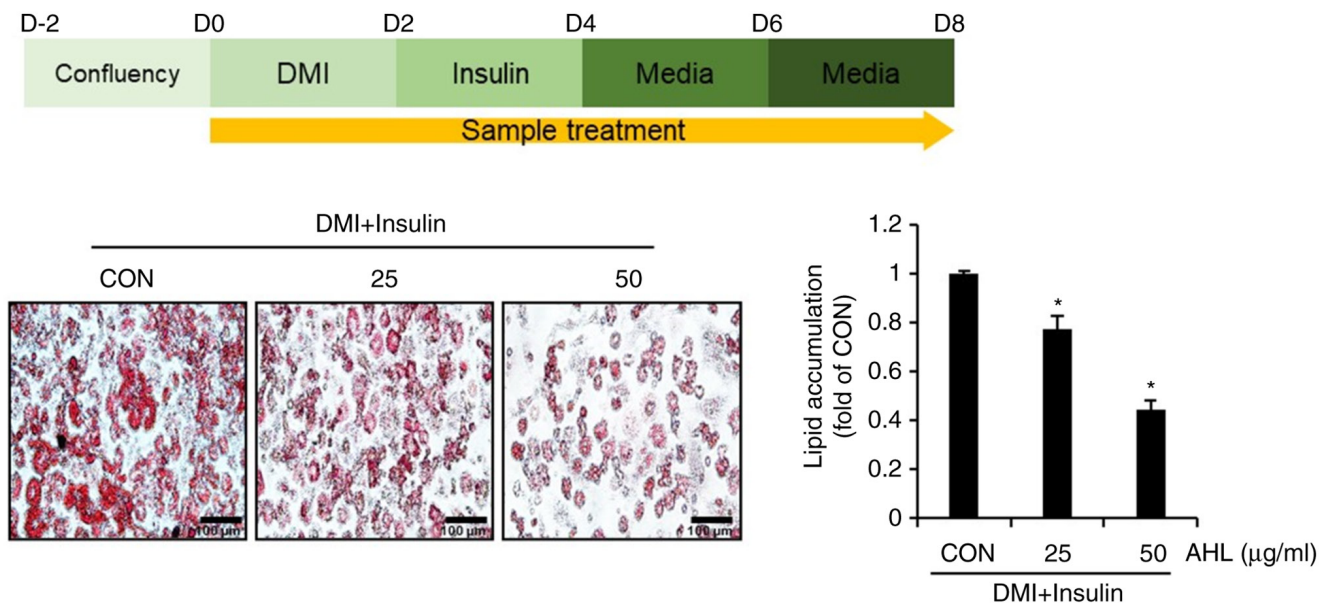 D-2 D0 D2 D4 D6 D8
Confluency DMI Insulin Media Media
Sample treatment
DMI+Insulin
CON 25 50
100 μm 100 μm 100 μm
Lipid accumulation
(fold of CON)
1.2
1
0.8
0.6
0.4
0.2
0
*
*
CON 25 50 AHL (μg/ml)
DMI+Insulin